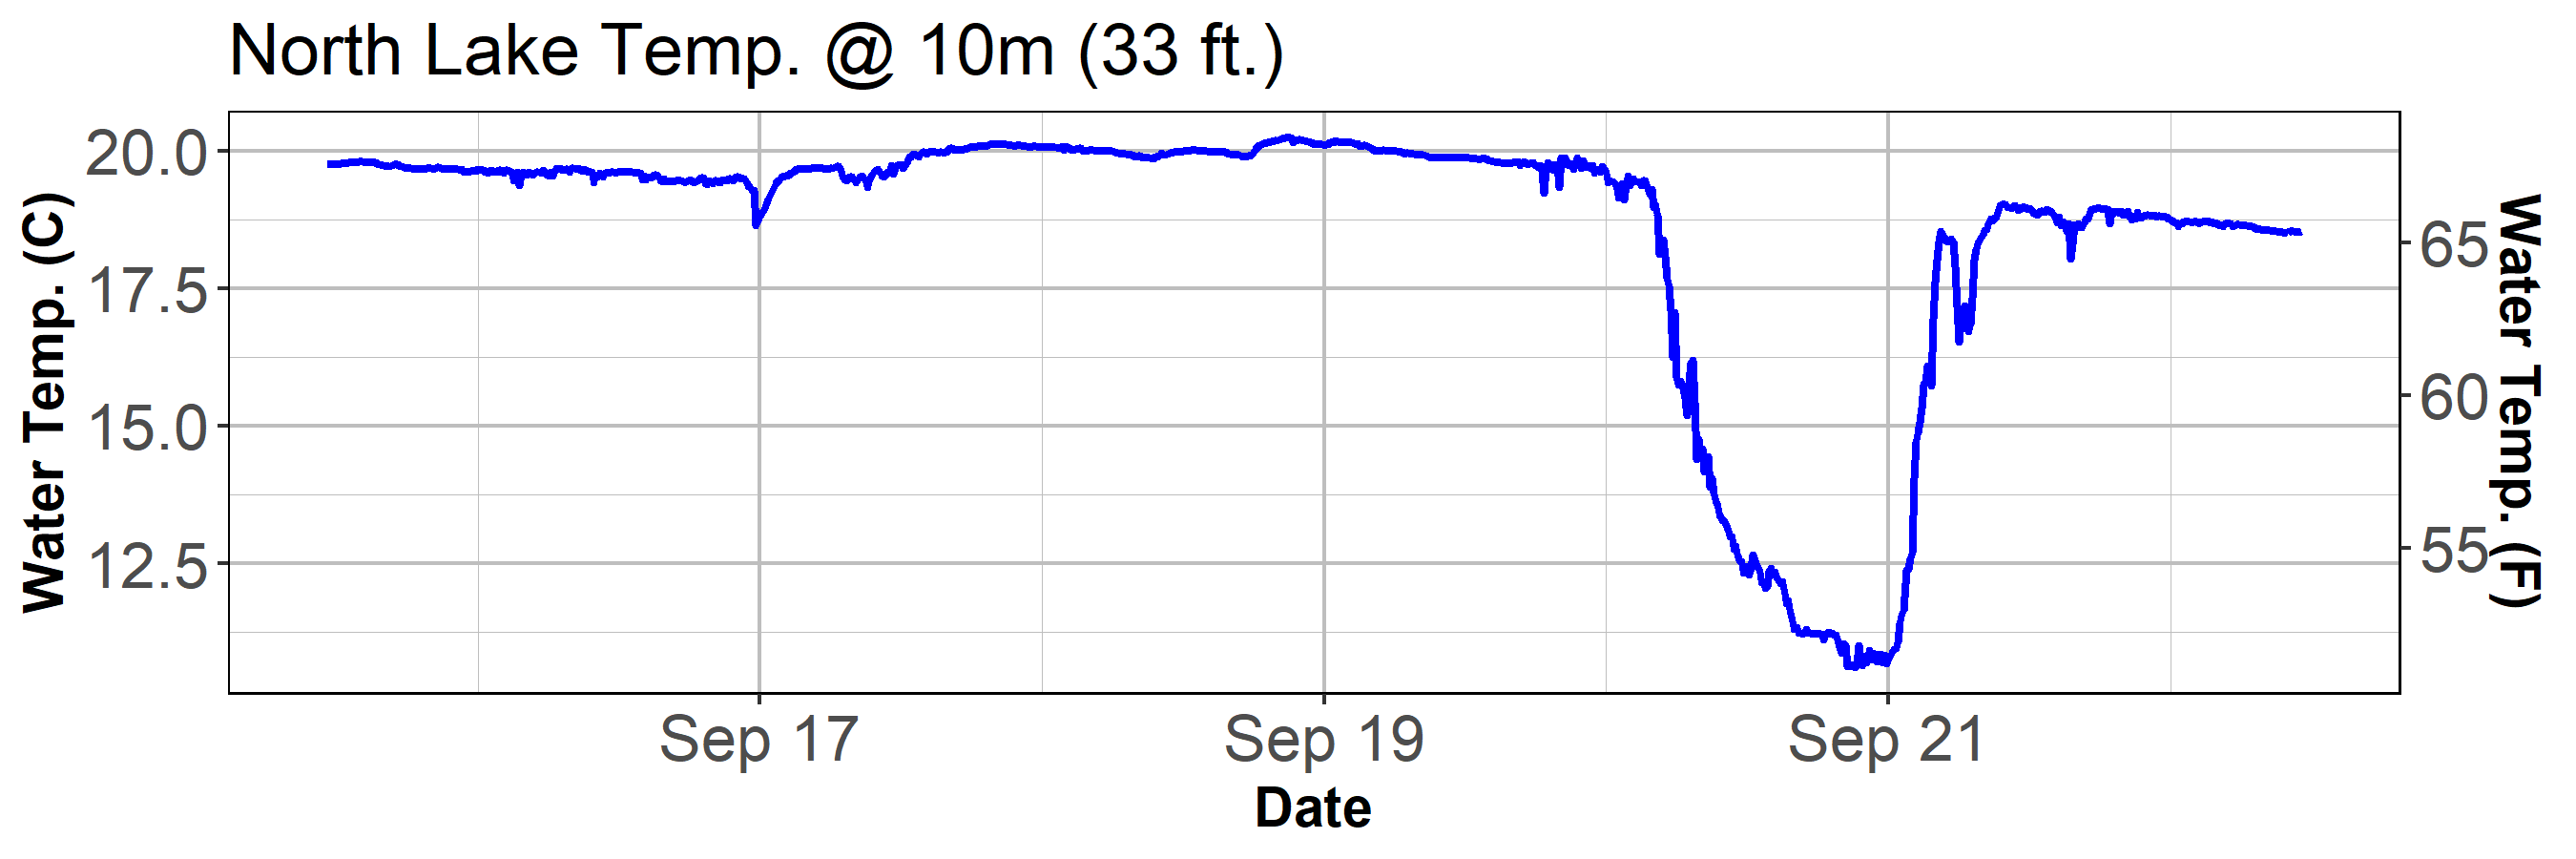 North Lake Temp. @ 10m (33 ft.)
Water Temp. (C)
20.0
17.5
15.0
12.5
65
60
55
Water Temp. (F)
Sep 17
Sep 19
Sep 21
Date